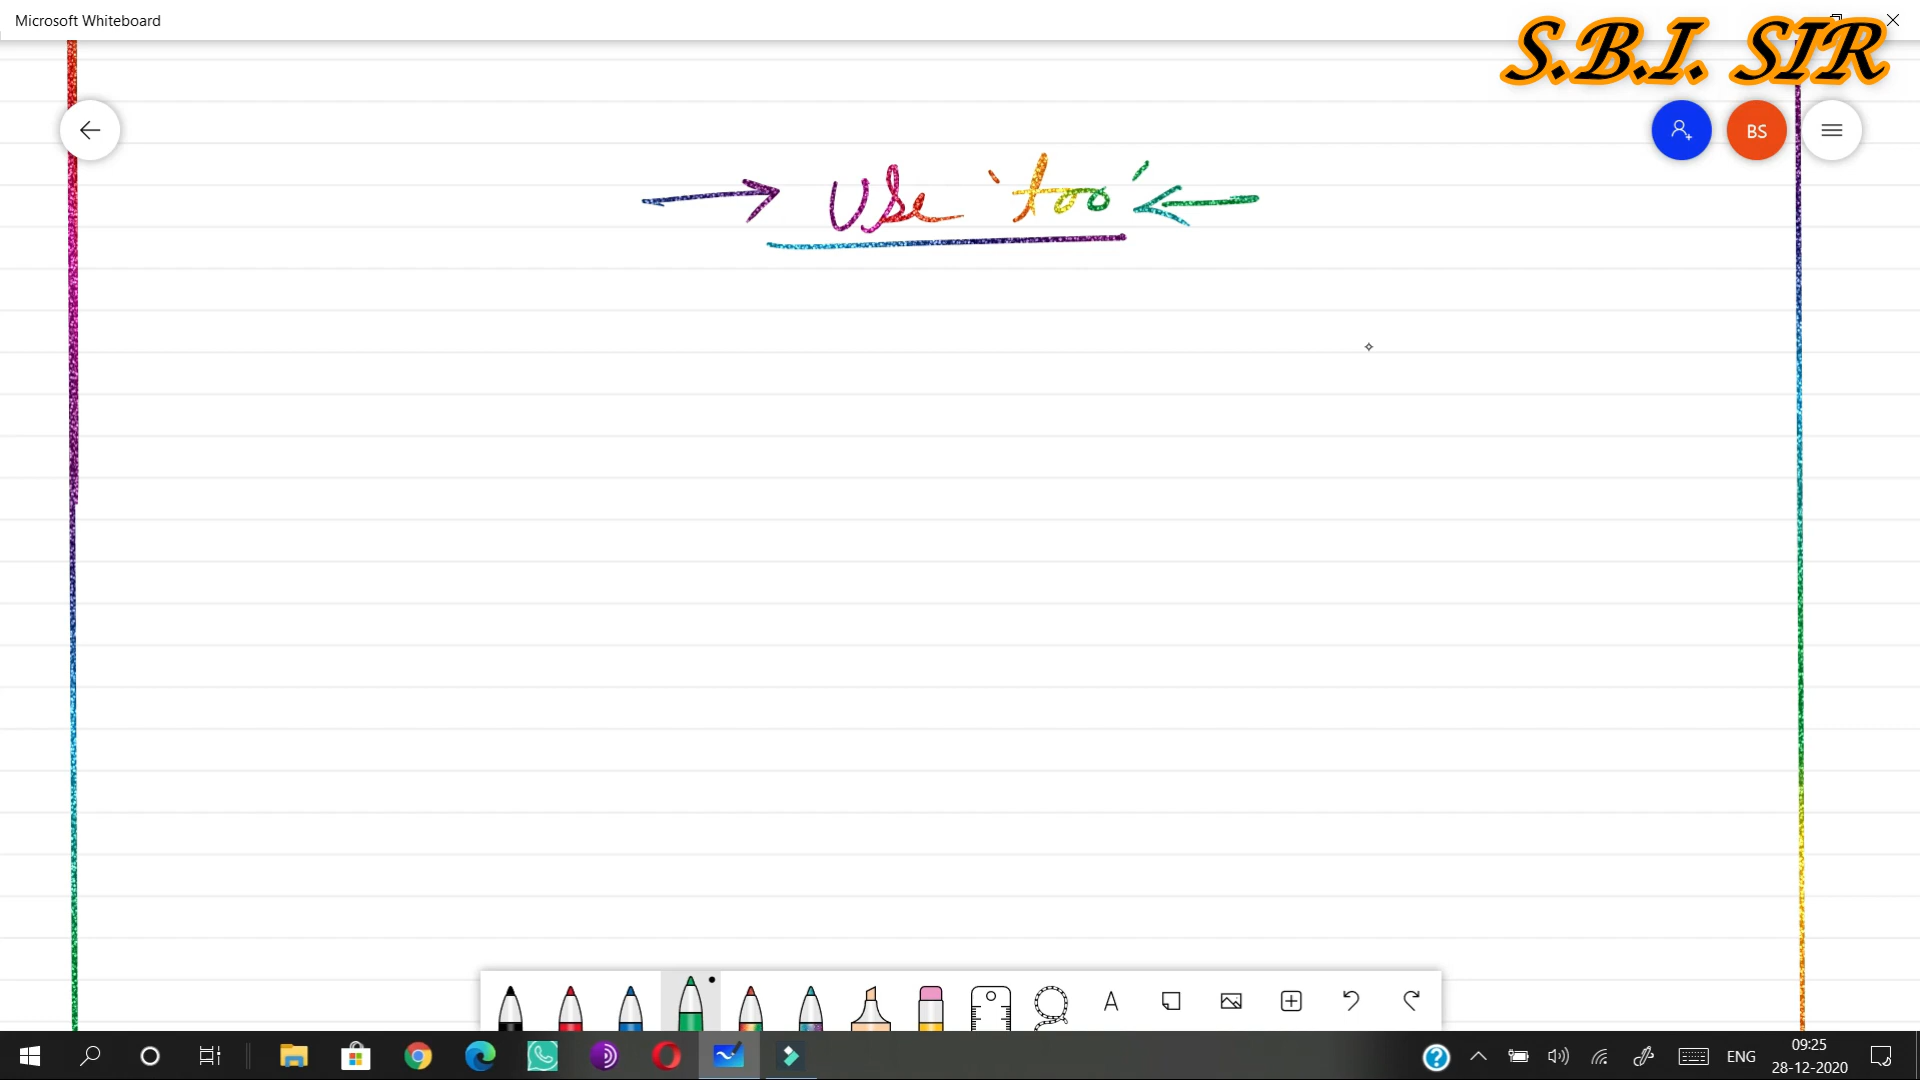 Microsoft Whiteboard
S.B.I. SIR
BS
→ Use 'too' ←
A
ENG
09:25
28-12-2020